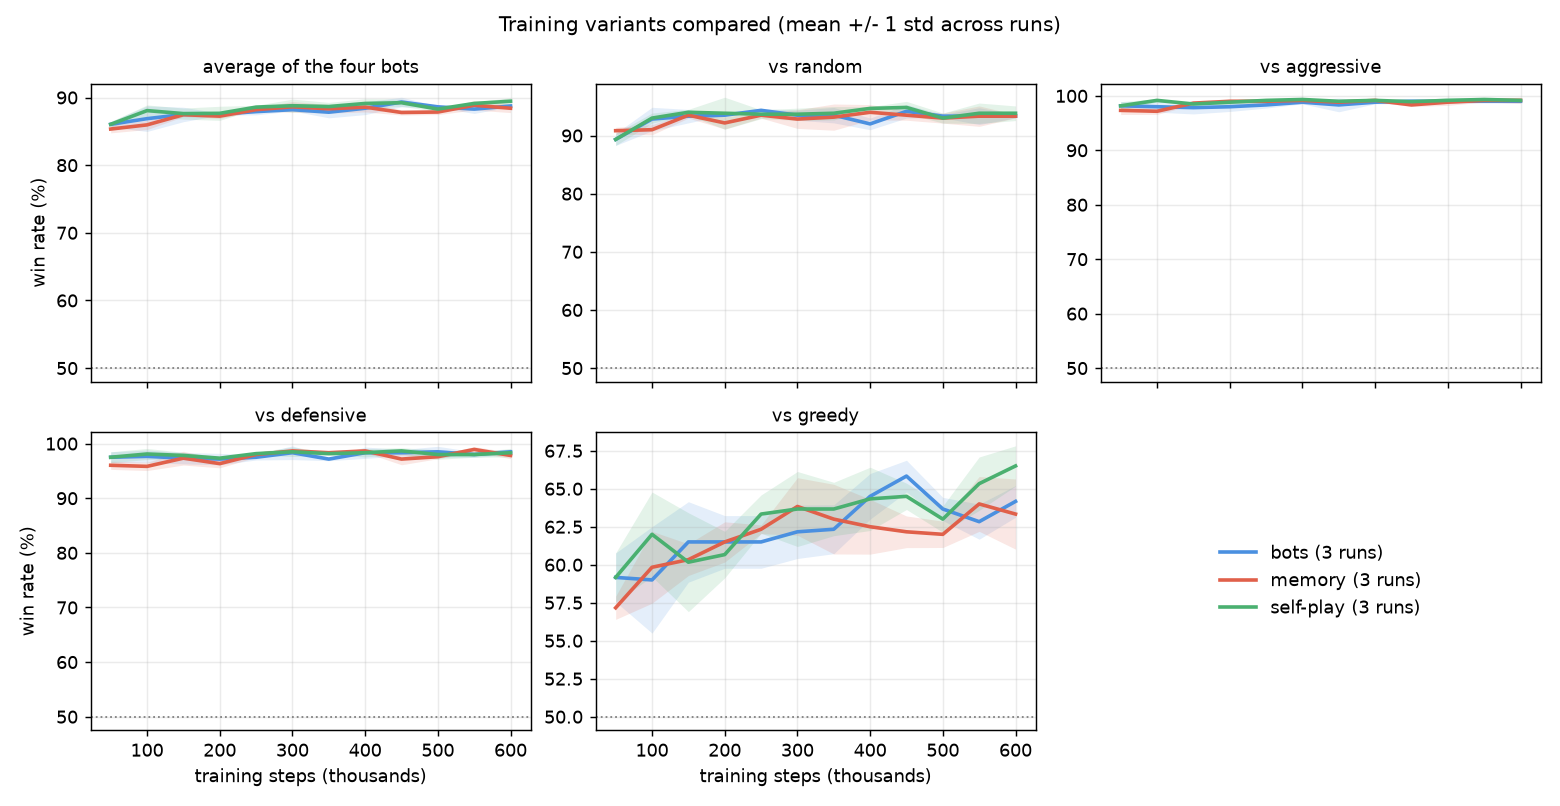 Training variants compared (mean +/- 1 std across runs)
average of the four bots
vs random
vs aggressive
90
80
70
60
50
win rate (%)
90
80
70
60
50
100
90
80
70
60
50
vs defensive
vs greedy
100
90
80
70
60
50
win rate (%)
100 200 300 400 500 600
training steps (thousands)
67.5
65.0
62.5
60.0
57.5
55.0
52.5
50.0
100 200 300 400 500 600
training steps (thousands)
bots (3 runs)
memory (3 runs)
self-play (3 runs)